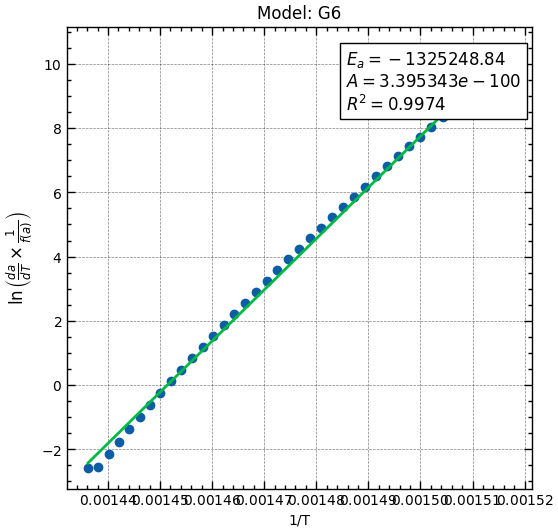 Model: G6
E_a = −1325248.84
A = 3.395343e − 100
R² = 0.9974
ln (da/dT × 1/f(a))
10
8
6
4
2
0
−2
0.00144 0.00145 0.00146 0.00147 0.00148 0.00149 0.00150 0.00151 0.00152
1/T